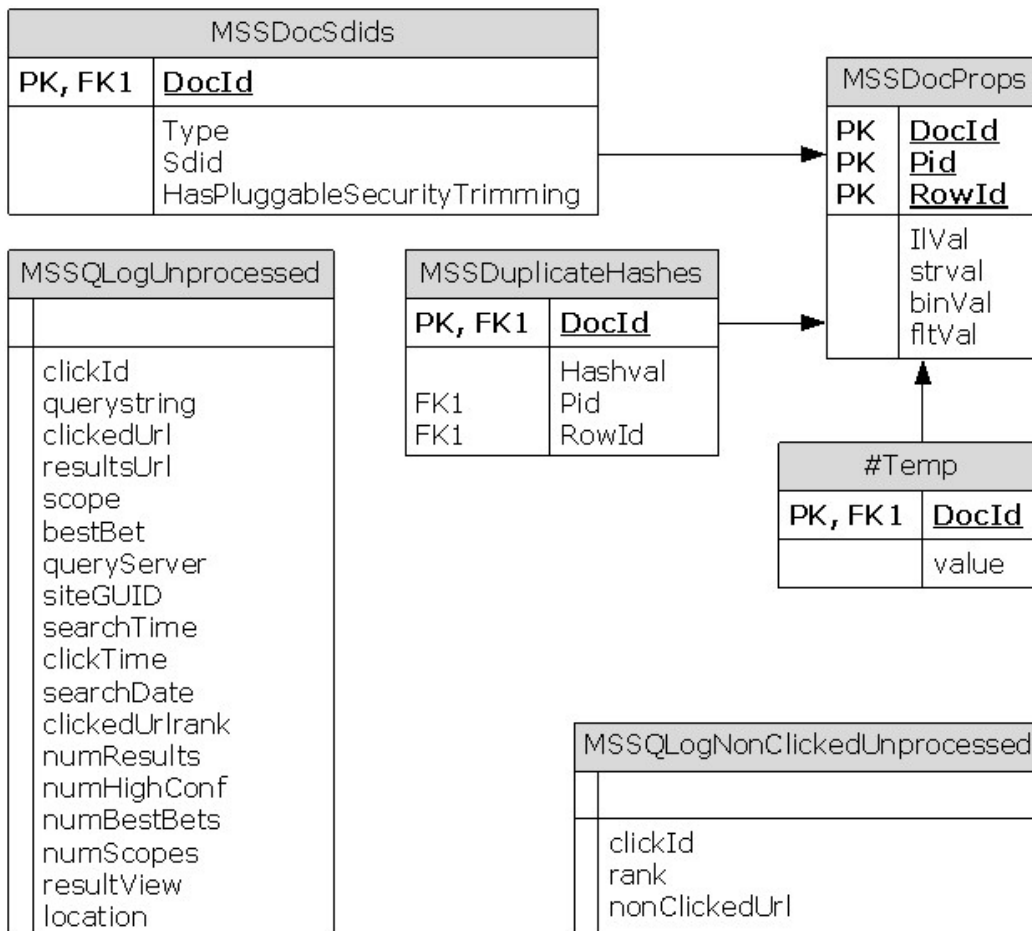 MSSDocSdids
PK, FK1 DocId
Type
Sdid
HasPluggableSecurityTrimming
MSSDocProps
PK DocId
PK Pid
PK RowId
IlVal
strval
binVal
fltVal
MSSQLogUnprocessed
clickId
querystring
clickedUrl
resultsUrl
scope
bestBet
queryServer
siteGUID
searchTime
clickTime
searchDate
clickedUrlrank
numResults
numHighConf
numBestBets
numScopes
resultView
location
MSSDuplicateHashes
PK, FK1 DocId
Hashval
FK1 Pid
FK1 RowId
#Temp
PK, FK1 DocId
value
MSSQLogNonClickedUnprocessed
clickId
rank
nonClickedUrl